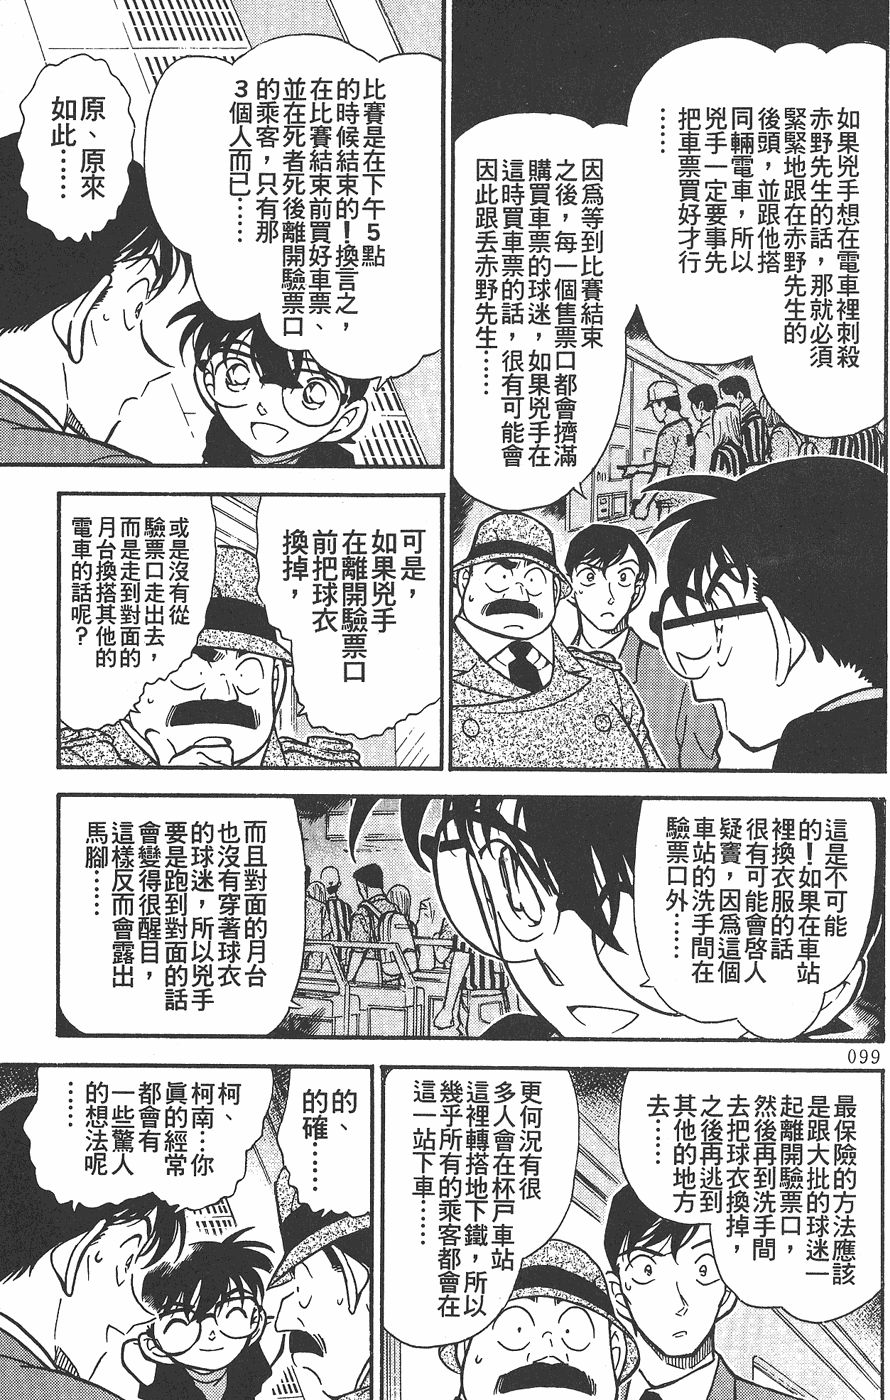 如果兇手想在電車裡刺殺
赤野先生的話，那就必須
緊緊地跟在赤野先生的
後頭，並跟他搭
同輛電車，所以
兇手一定要事先
把車票買好才行
……
因爲等到比賽結束
之後，每一個售票口都會擠滿
購買車票的球迷，如果兇手在
這時買車票的話，很有可能會
因此跟丟赤野先生……
比賽是在下午5點
的時候結束的！換言之，
在比賽結束前買好車票、
並在死者死後離開驗票口
的乘客，只有那
3個人而已……
原、原來
如此……
可是，
如果兇手
在離開驗票口
前把球衣
換掉，
或是沒有從
驗票口走出去，
而是走到對面的
月台換搭其他的
電車的話呢？
這是不可能
的！如果在車站
裡換衣服的話
很有可能會啓人
疑竇，因爲這個
車站的洗手間在
驗票口外……
而且對面的月台
也沒有穿著球衣
的球迷，所以兇手
要是跑到對面的話
會變得很醒目，
這樣反而會露出
馬腳……
099
最保險的方法應該
是跟大批的球迷一
起離開驗票口，
然後再到洗手間
去把球衣換掉，
之後再逃到
其他的地方
去…
更何況有很
多人會在杯戶車站
這裡轉搭地下鐵，所以
幾乎所有的乘客都會在
這一站下車……
的、
的確……
柯、
柯南…你
眞的經常
都會有
一些驚人
的想法呢
……